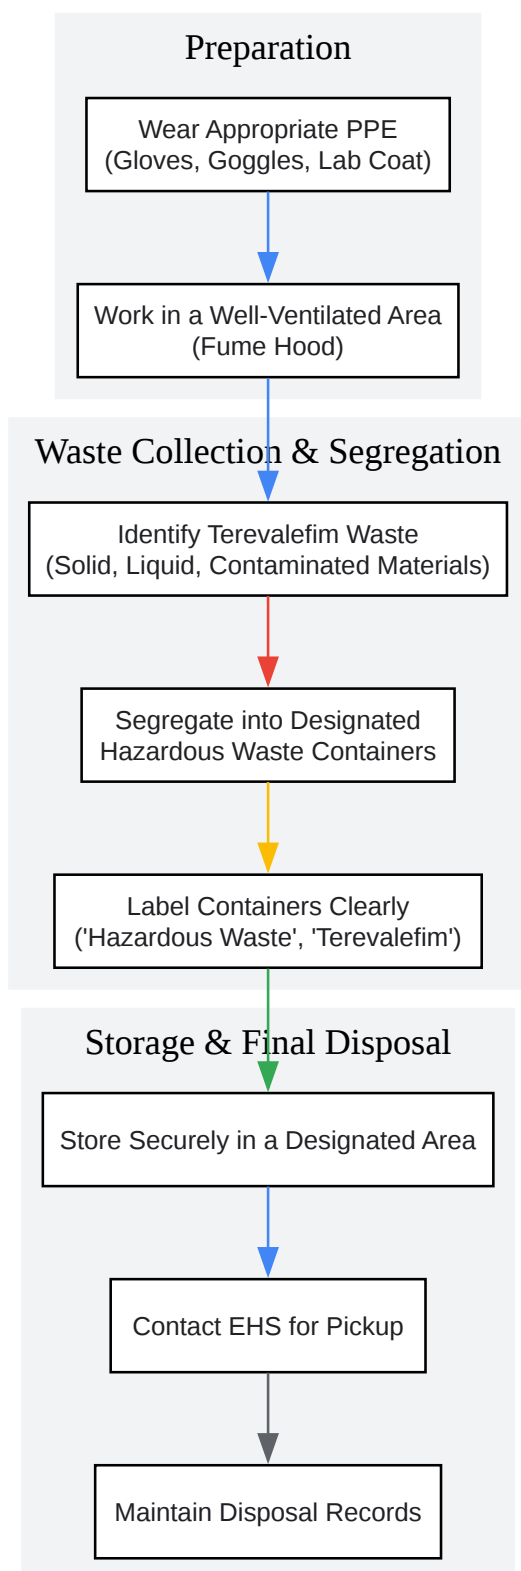 Preparation
Wear Appropriate PPE
(Gloves, Goggles, Lab Coat)
Work in a Well-Ventilated Area
(Fume Hood)
Waste Collection & Segregation
Identify Terevalefim Waste
(Solid, Liquid, Contaminated Materials)
Segregate into Designated
Hazardous Waste Containers
Label Containers Clearly
('Hazardous Waste', 'Terevalefim')
Storage & Final Disposal
Store Securely in a Designated Area
Contact EHS for Pickup
Maintain Disposal Records